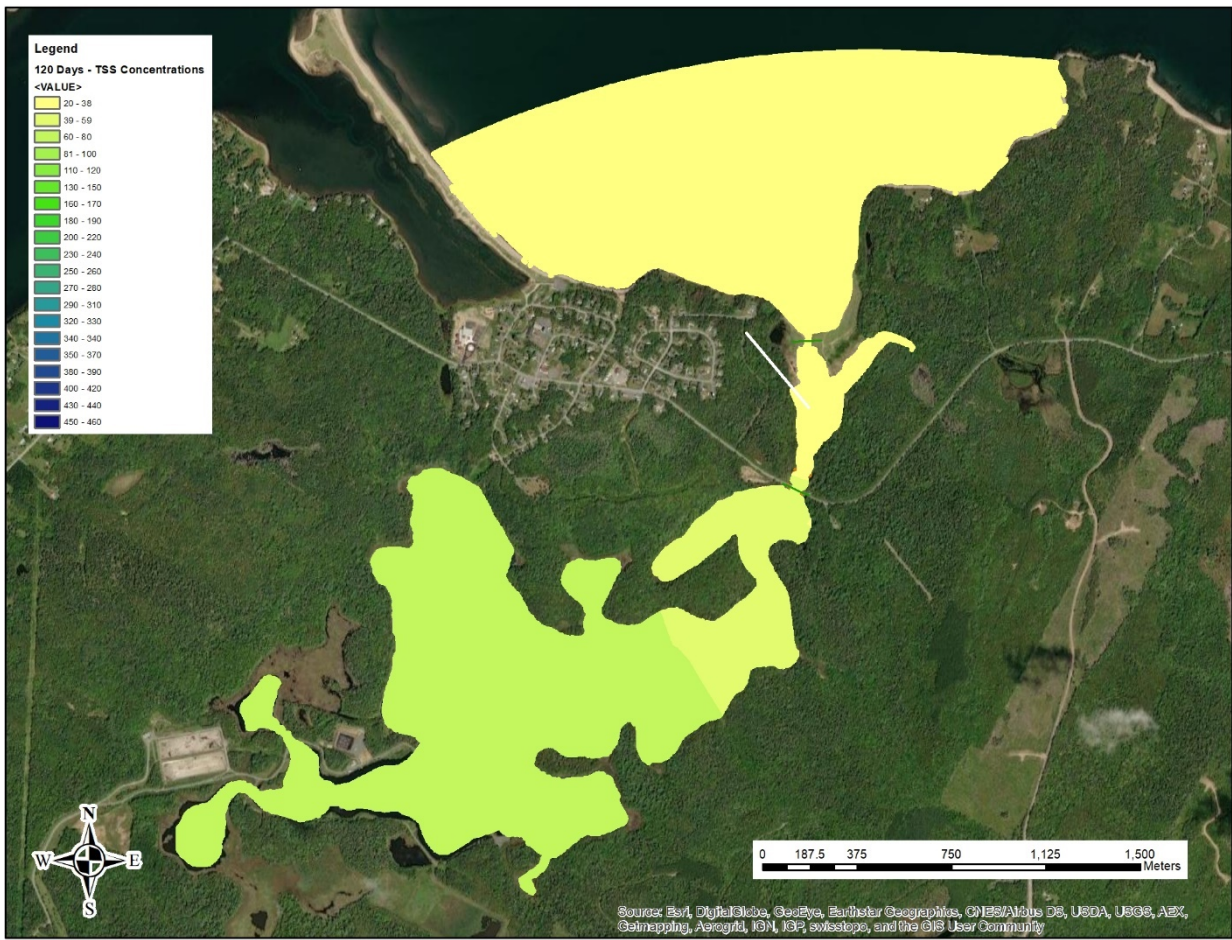 Legend
120 Days - TSS Concentrations
<VALUE>
20 - 38
39 - 59
60 - 80
81 - 100
110 - 120
130 - 150
160 - 170
180 - 190
200 - 220
230 - 240
250 - 260
270 - 280
290 - 310
320 - 330
340 - 340
350 - 370
380 - 390
400 - 420
430 - 440
450 - 460
N
W E
S
0 187.5 375 750 1,125 1,500
Meters
Source: Esri, DigitalGlobe, GeoEye, Earthstar Geographics, CNES/Airbus DS, USDA, USGS, AEX,
Getmapping, Aerogrid, IGN, IGP, swisstopo, and the GIS User Community